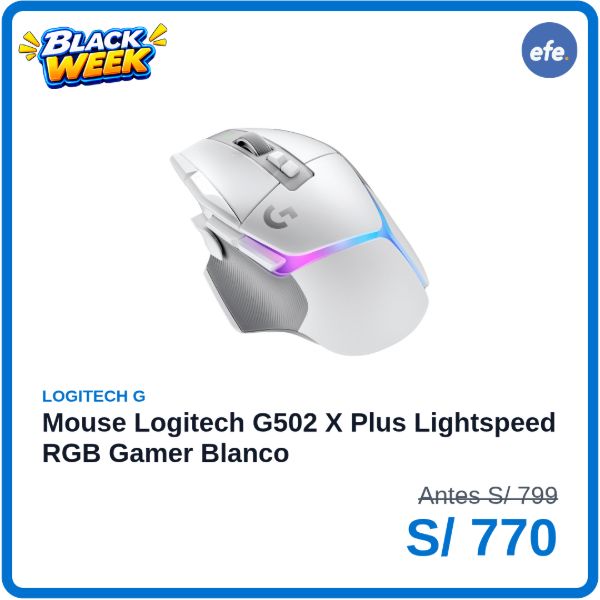 BLACK
WEEK
efe.
LOGITECH G
Mouse Logitech G502 X Plus Lightspeed
RGB Gamer Blanco
Antes S/ 799
S/ 770